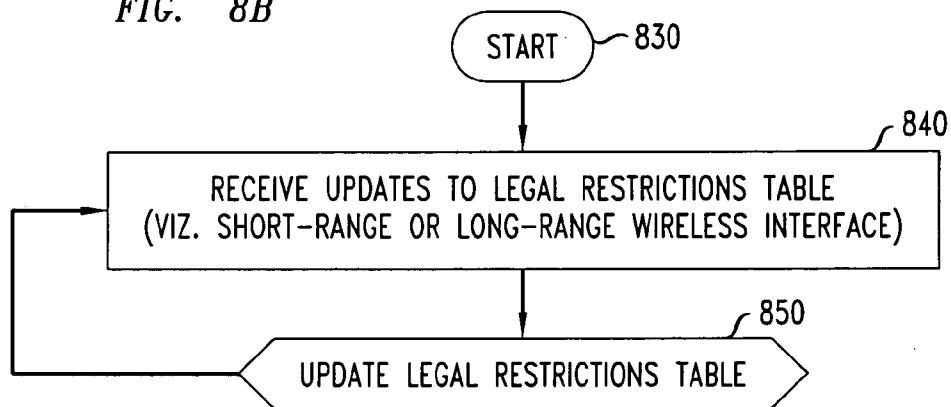 FIG. 8B
START
830
840
RECEIVE UPDATES TO LEGAL RESTRICTIONS TABLE
(VIZ. SHORT-RANGE OR LONG-RANGE WIRELESS INTERFACE)
850
UPDATE LEGAL RESTRICTIONS TABLE